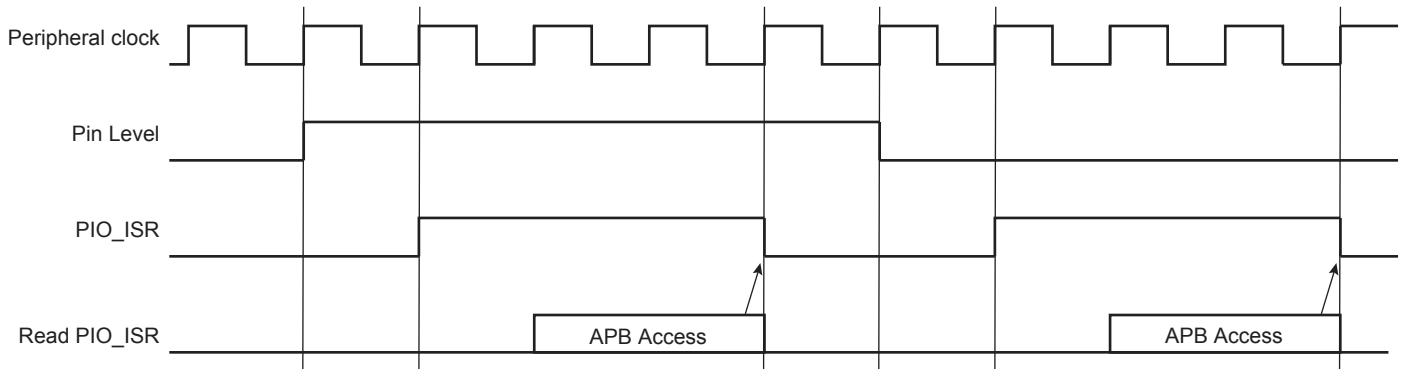 Peripheral clock
Pin Level
PIO_ISR
Read PIO_ISR
APB Access
APB Access